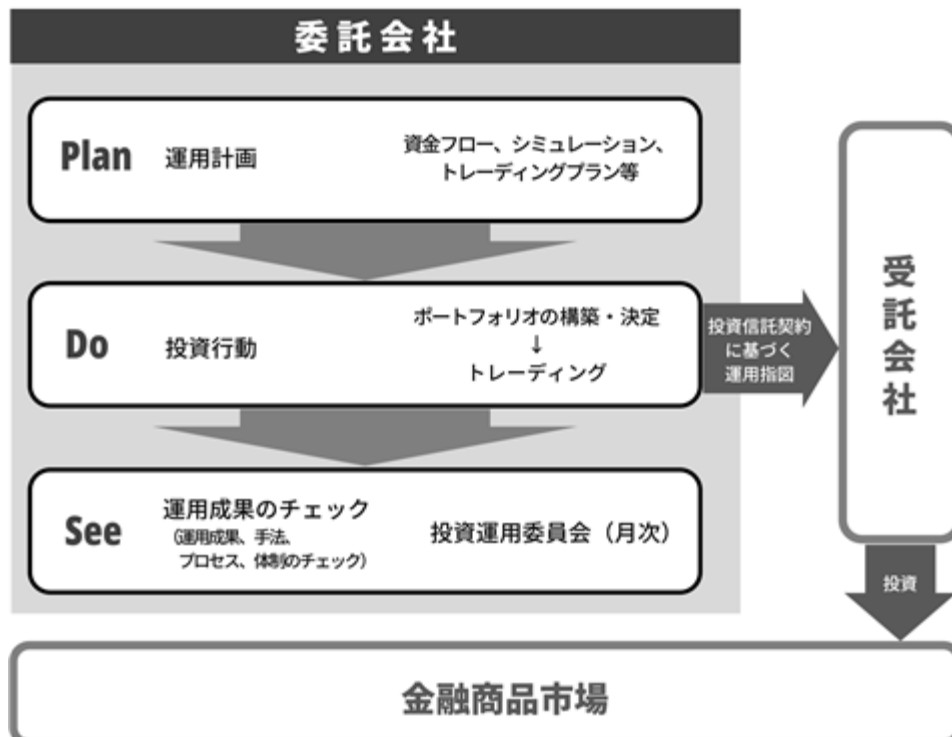 委託会社
Plan 運用計画 資金フロー、シミュレーション、
トレーディングプラン等
Do 投資行動 ポートフォリオの構築・決定
↓
トレーディング
投資信託契約
に基づく
運用指図
受託会社
See 運用成果のチェック
（運用成果、手法、
プロセス、体制のチェック）
投資運用委員会（月次）
投資
金融商品市場